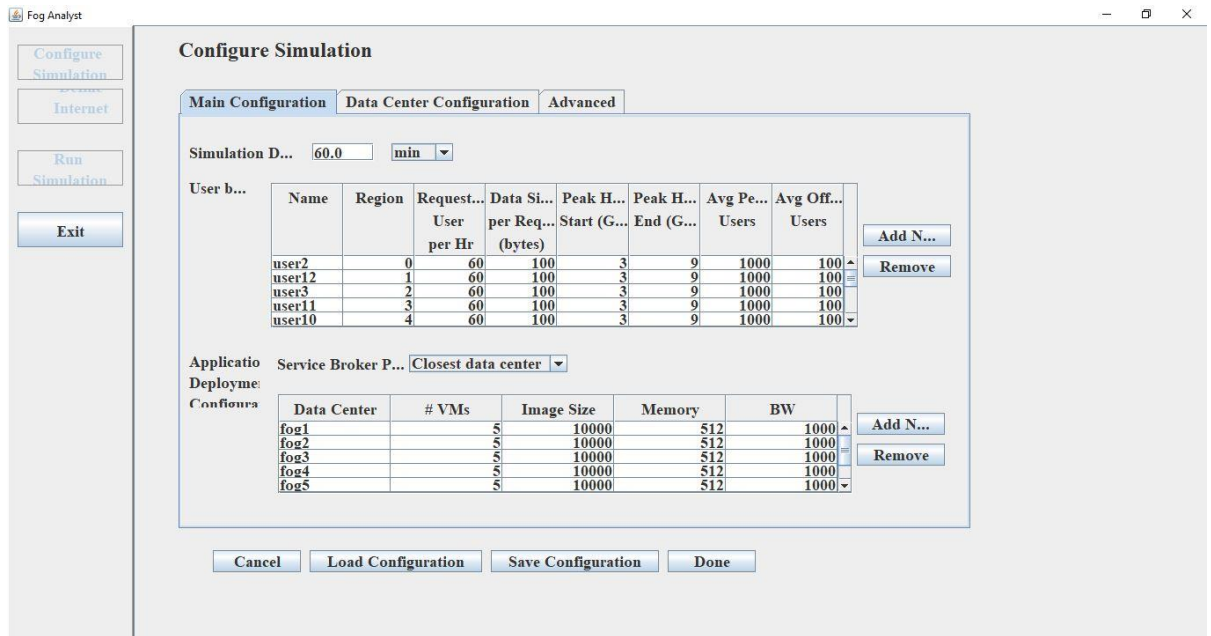 Fog Analyst
Configure
Simulation
Define
Internet
Run
Simulation
Exit
Configure Simulation
Main Configuration Data Center Configuration Advanced
Simulation D... 60.0 min
User b...
Name Region Request... Data Si... Peak H... Peak H... Avg Pe... Avg Off...
User per Req... Start (G... End (G... Users Users
per Hr (bytes)
user2 0 60 100 3 9 1000 100
user12 1 60 100 3 9 1000 100
user3 2 60 100 3 9 1000 100
user11 3 60 100 3 9 1000 100
user10 4 60 100 3 9 1000 100
Add N...
Remove
Applicatio
Deployme
Configura
Service Broker P... Closest data center
Data Center # VMs Image Size Memory BW
fog1 5 10000 512 1000
fog2 5 10000 512 1000
fog3 5 10000 512 1000
fog4 5 10000 512 1000
fog5 5 10000 512 1000
Add N...
Remove
Cancel Load Configuration Save Configuration Done